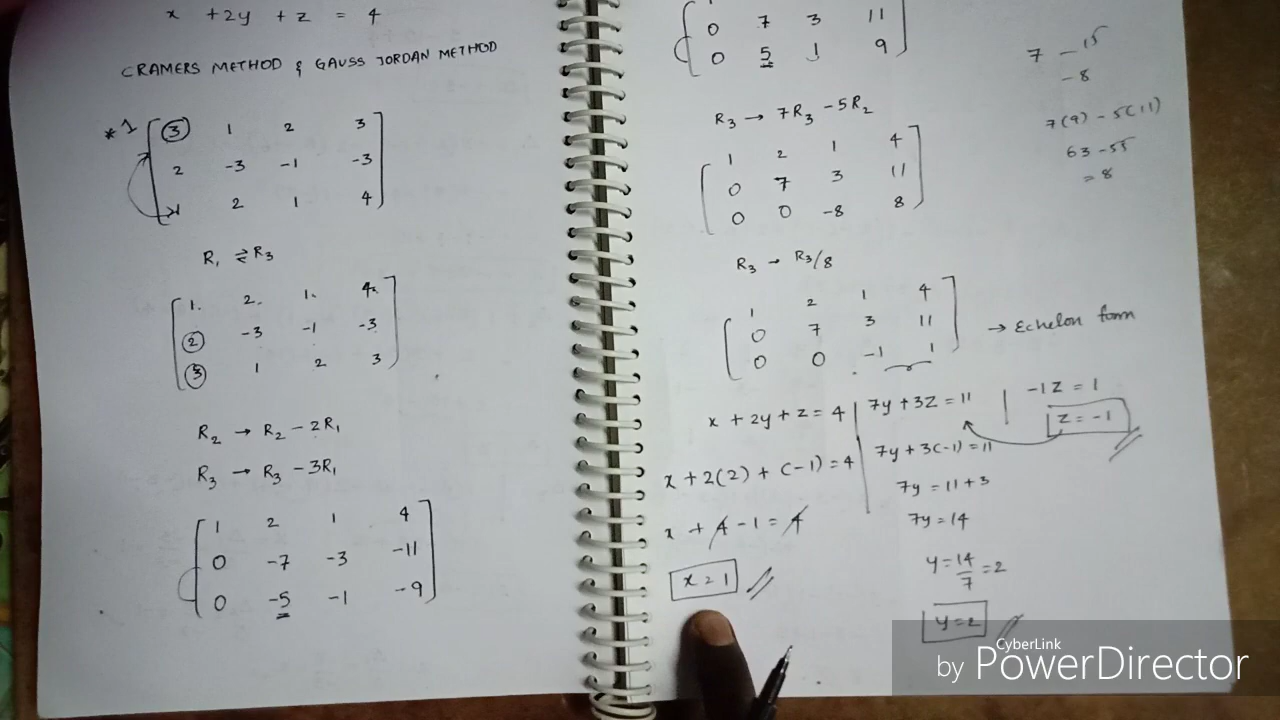 x + 2y + z = 4
CRAMERS METHOD & GAUSS JORDAN METHOD
*1
3 1 2 3
2 -3 -1 -3
1 2 1 4
R1 ⇄ R3
1. 2. 1. 4.
2 -3 -1 -3
3 1 2 3
R2 → R2 - 2R1
R3 → R3 - 3R1
1 2 1 4
0 -7 -3 -11
0 -5 -1 -9
0 7 3 11
0 5 1 9
R3 → 7R3 - 5R2
1 2 1 4
0 7 3 11
0 0 -8 8
R3 → R3/8
1 2 1 4
0 7 3 11
0 0 -1 1
→ Echelon form
x + 2y + z = 4
x + 2(2) + (-1) = 4
x + 4 - 1 = 4
x = 1
7y + 3z = 11
7y + 3(-1) = 11
7y = 11 + 3
7y = 14
y = 14/7 = 2
y = 2
-1z = 1
z = -1
7 - 15
-8
7(9) - 5(11)
63 - 55
= 8
CyberLink
by PowerDirector